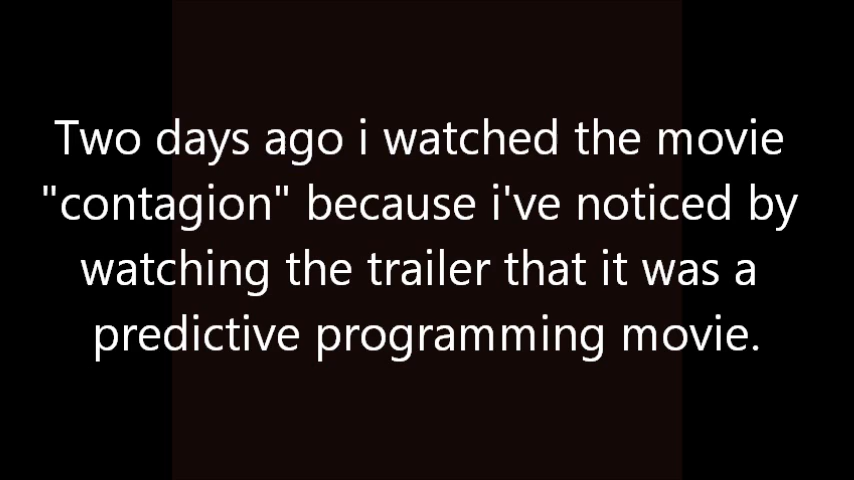 Two days ago i watched the movie
"contagion" because i've noticed by
watching the trailer that it was a
predictive programming movie.